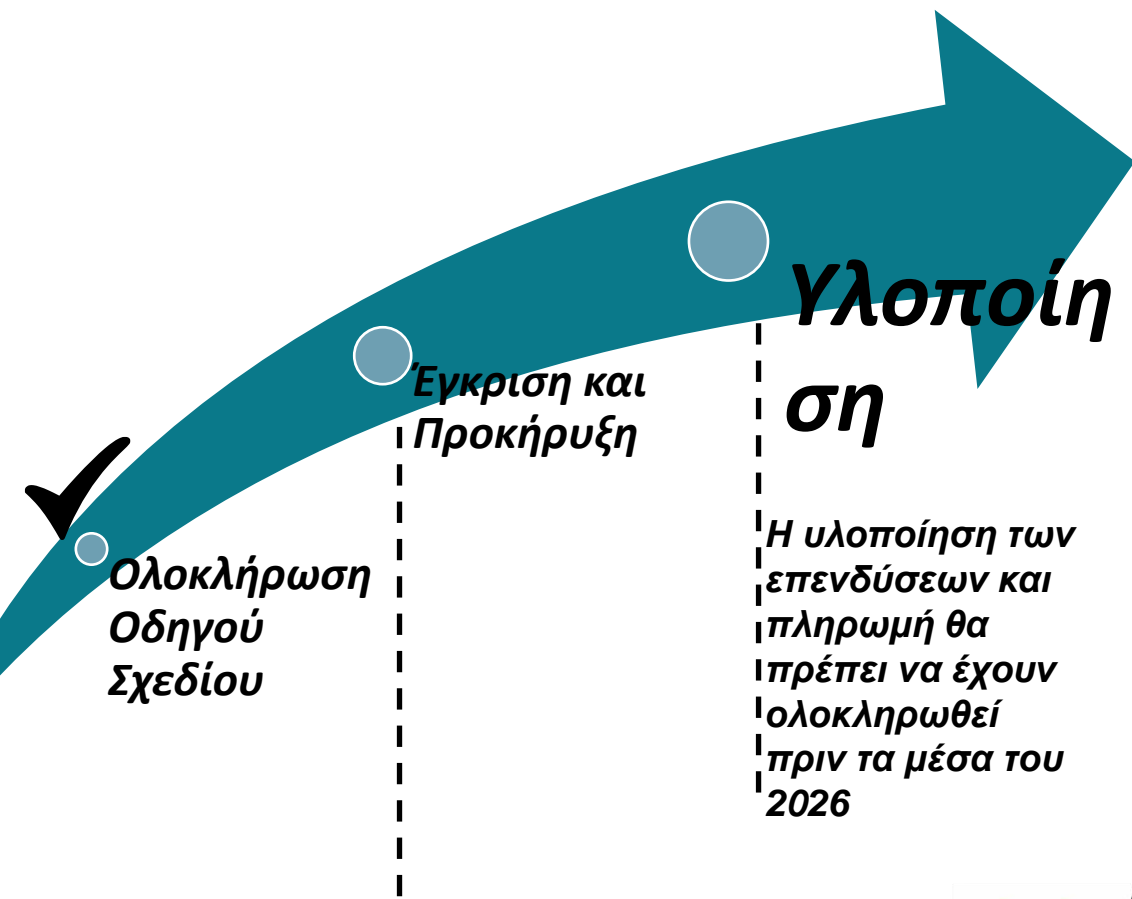 Υλοποίη
ση
Έγκριση και
Προκήρυξη
Ολοκλήρωση
Οδηγού
Σχεδίου
Η υλοποίηση των
επενδύσεων και
πληρωμή θα
πρέπει να έχουν
ολοκληρωθεί
πριν τα μέσα του
2026